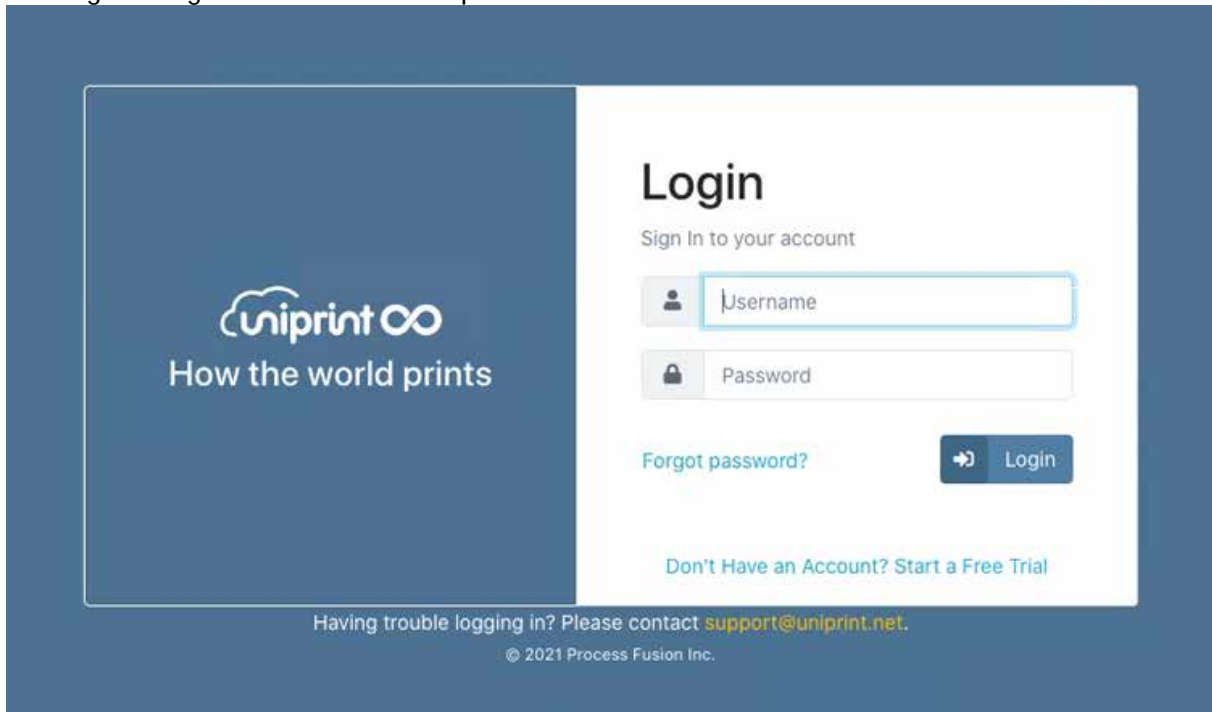 uniprint
How the world prints
Login
Sign In to your account
Username
Password
Forgot password?
Login
Don't Have an Account? Start a Free Trial
Having trouble logging in? Please contact support@uniprint.net.
© 2021 Process Fusion Inc.